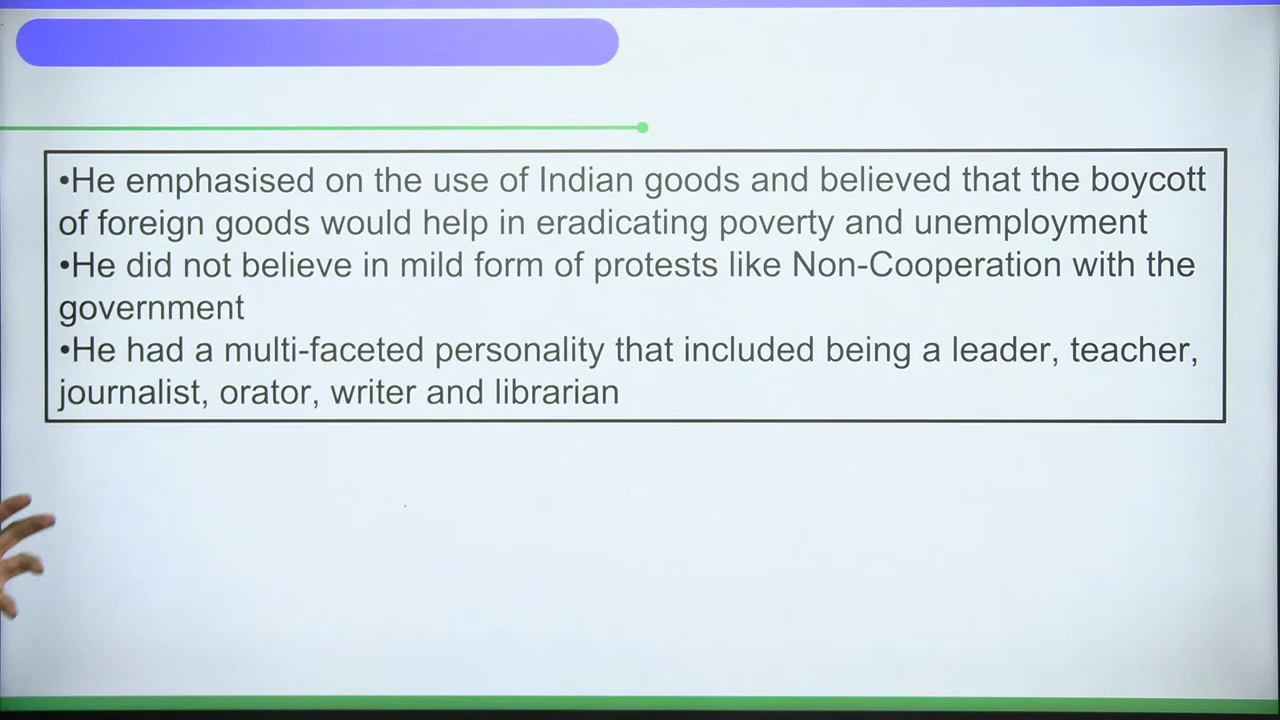 •He emphasised on the use of Indian goods and believed that the boycott
of foreign goods would help in eradicating poverty and unemployment
•He did not believe in mild form of protests like Non-Cooperation with the
government
•He had a multi-faceted personality that included being a leader, teacher,
journalist, orator, writer and librarian